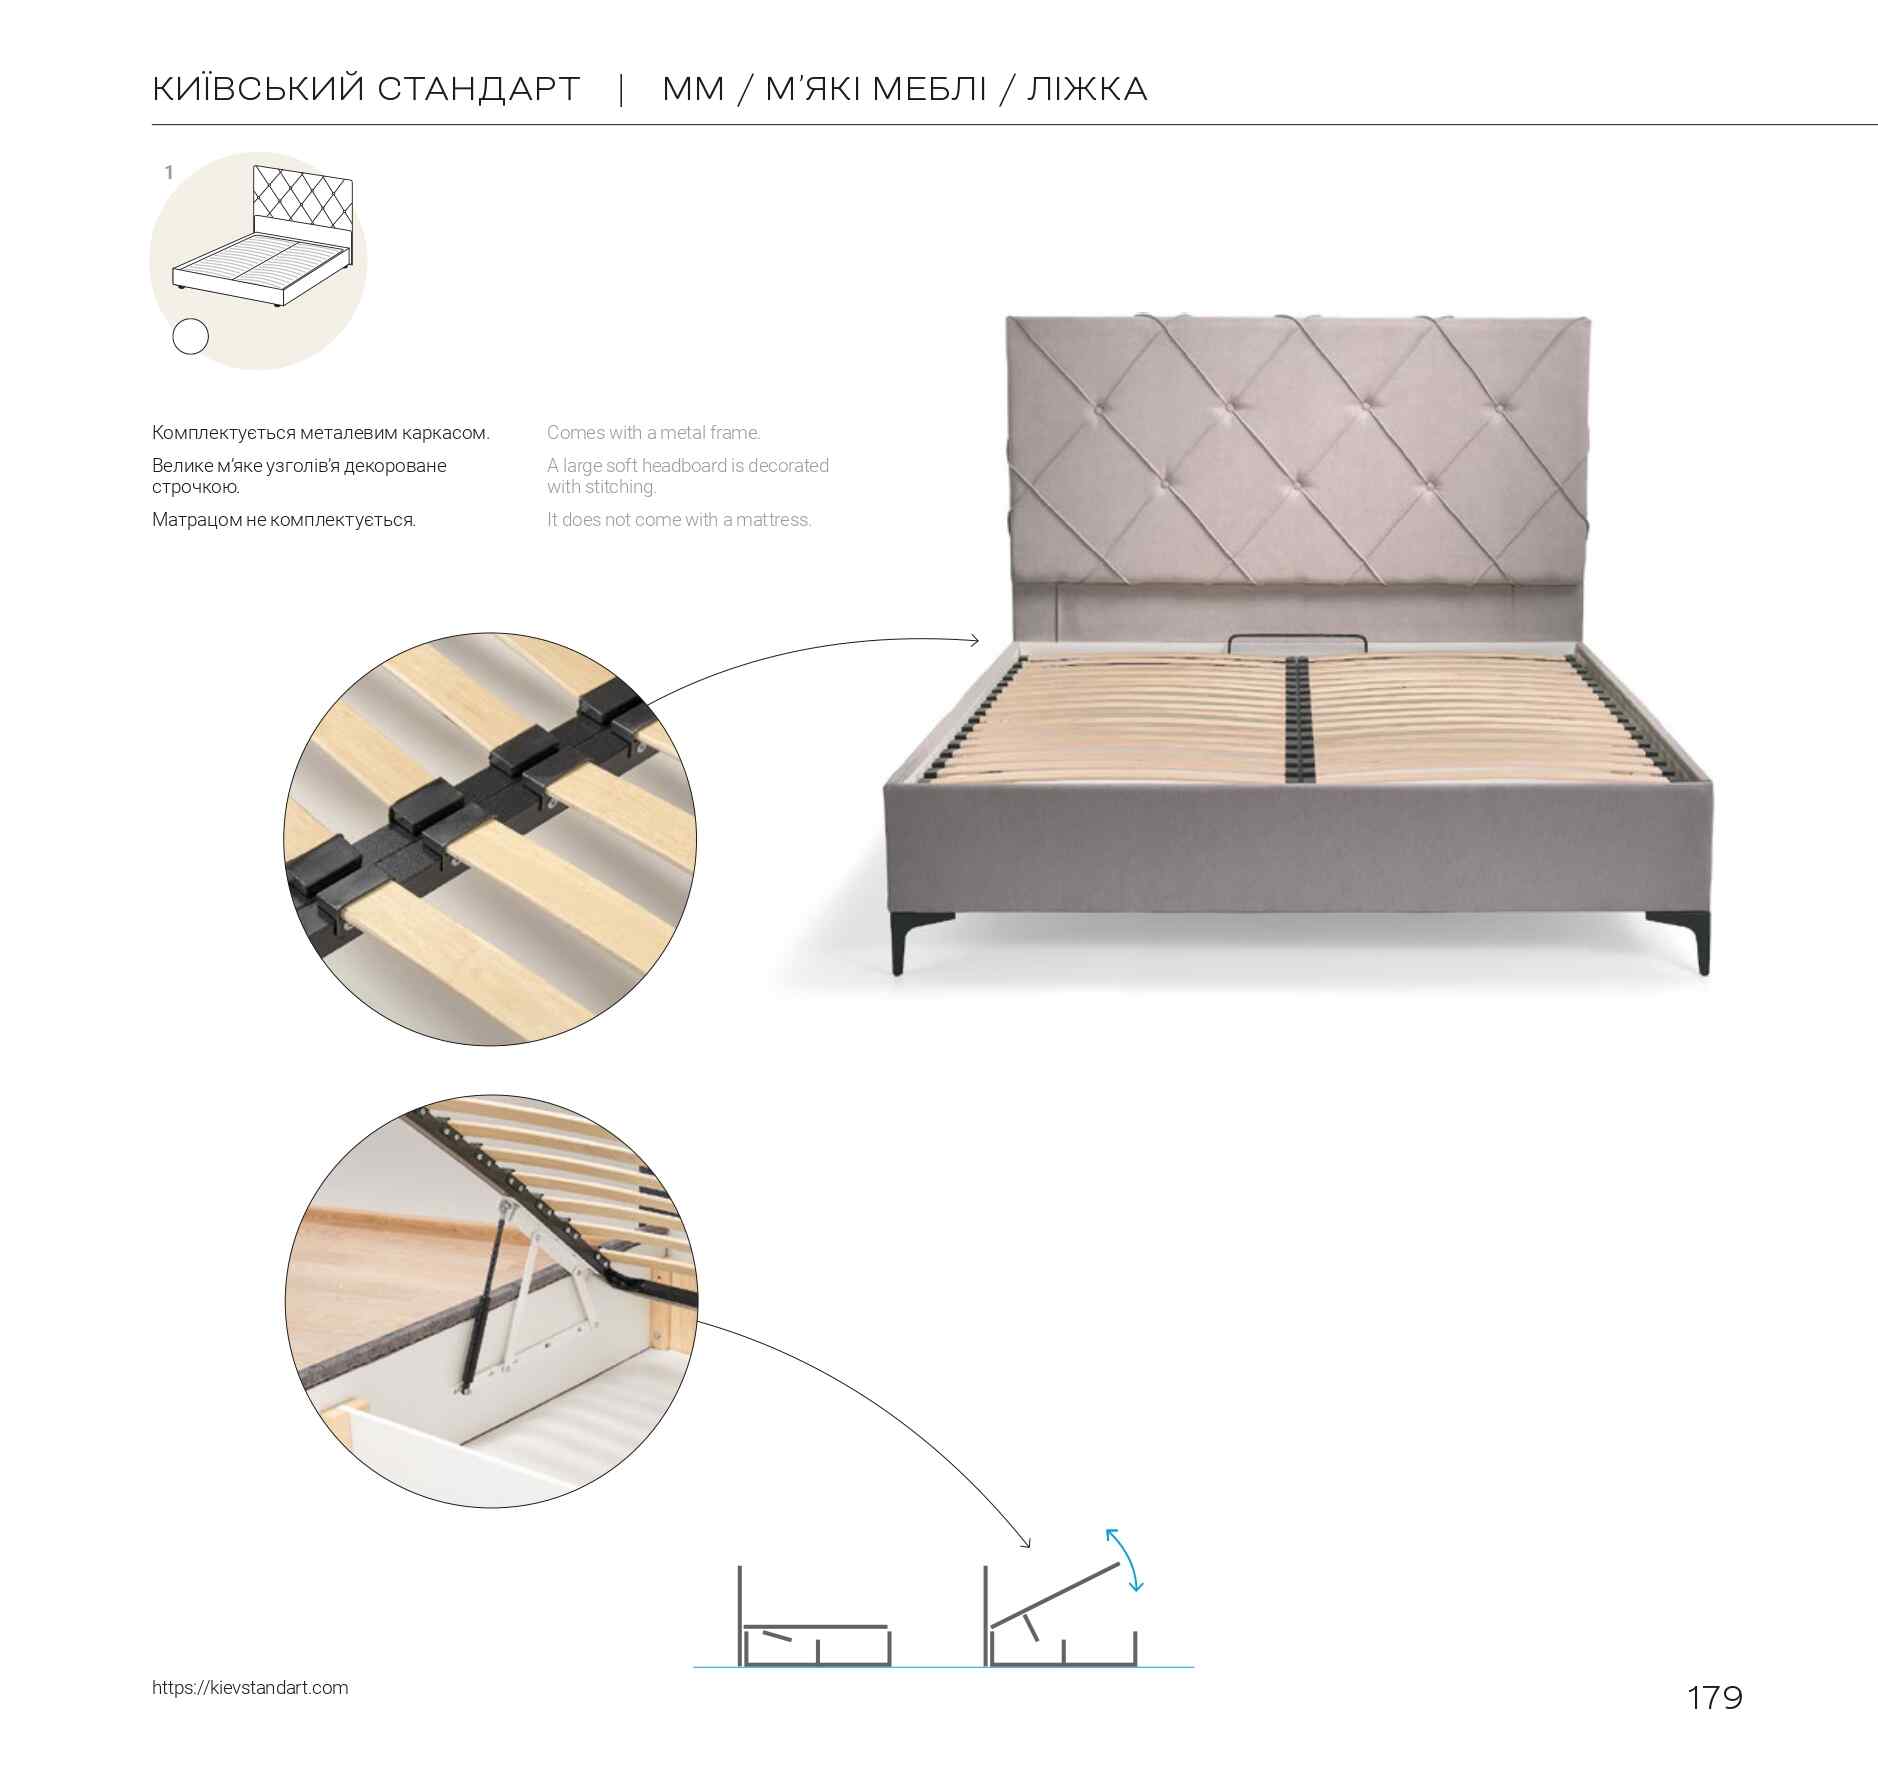 КИЇВСЬКИЙ СТАНДАРТ | ММ / М’ЯКІ МЕБЛІ / ЛІЖКА
1
Комплектується металевим каркасом.
Велике м‘яке узголів’я декороване
строчкою.
Матрацом не комплектується.
Comes with a metal frame.
A large soft headboard is decorated
with stitching.
It does not come with a mattress.
https://kievstandart.com
179